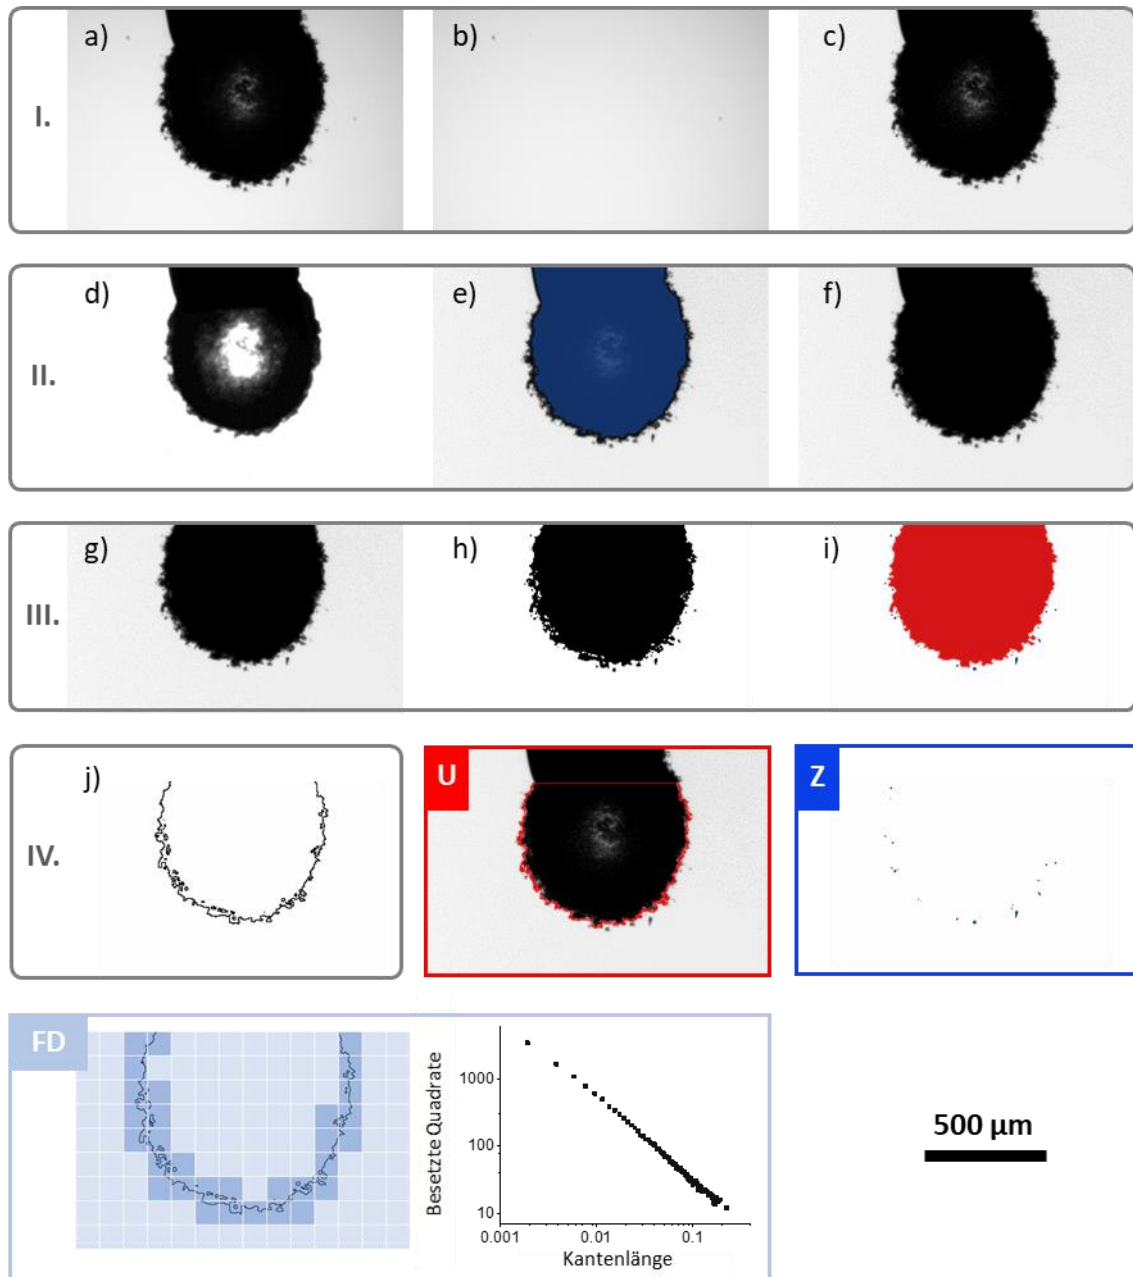 a)
b)
c)
I.
d)
e)
f)
II.
g)
h)
i)
III.
j)
U
Z
IV.
FD
Besetzte Quadrate
1000
100
10
0.001
0.01
0.1
Kantenlänge
500 µm